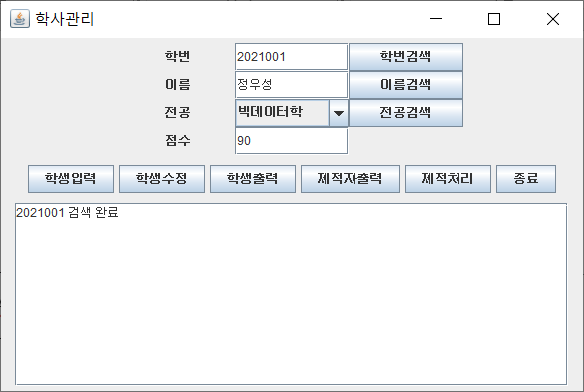 학사관리
학번 2021001 학번검색
이름 정우성 이름검색
전공 빅데이터학 전공검색
점수 90
학생입력 학생수정 학생출력 제적자출력 제적처리 종료
2021001 검색 완료